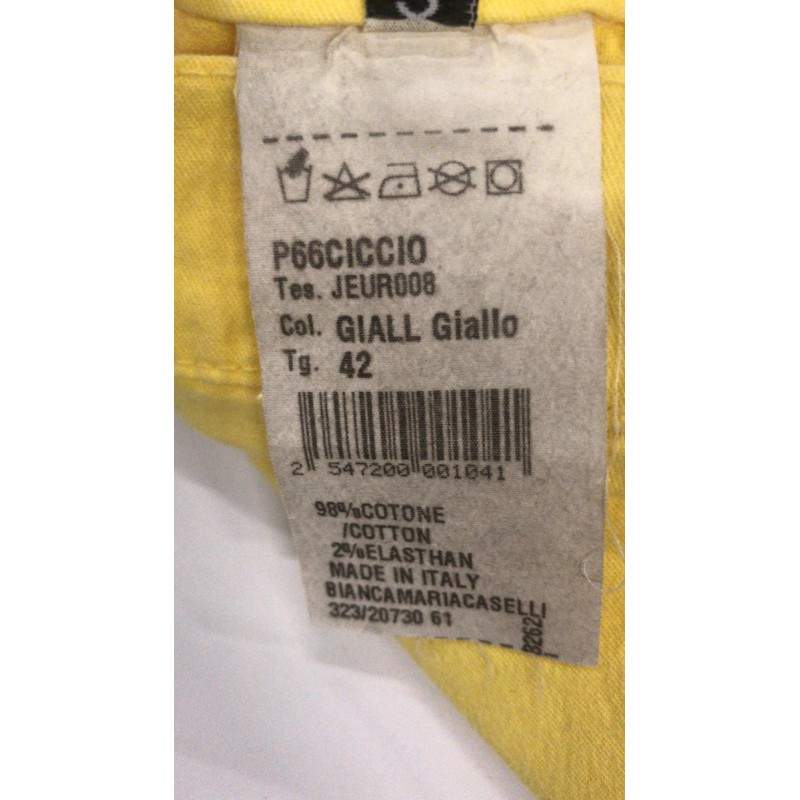 P66CICCIO
Tes. JEUR008
Col. GIALL Giallo
Tg. 42
2 547200 001041
98%COTONE
/COTTON
2%ELASTHAN
MADE IN ITALY
BIANCAMARIACASELLI
323/20730 61